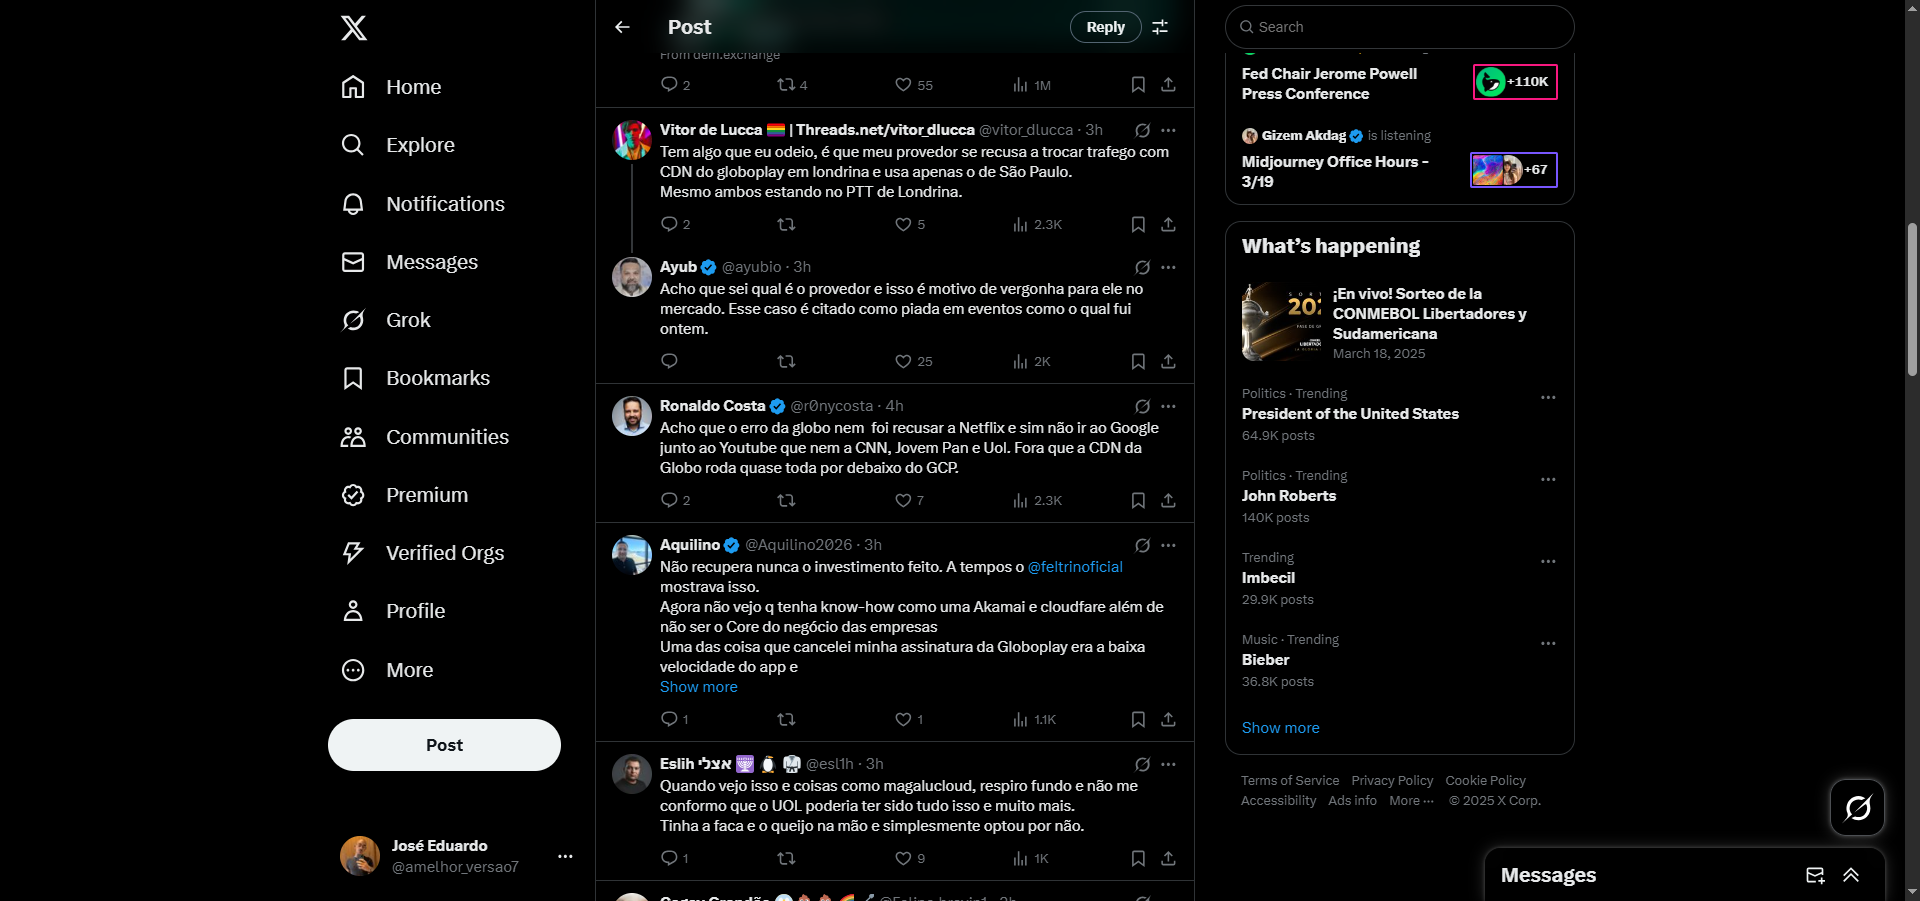 Home
Explore
Notifications
Messages
Grok
Bookmarks
Communities
Premium
Verified Orgs
Profile
More
Post
José Eduardo
@amelhor_versao7
Post
Reply
From dem.exchange
2 4 55 1M
Vitor de Lucca 🏳️‍🌈 | Threads.net/vitor_dlucca @vitor_dlucca · 3h
Tem algo que eu odeio, é que meu provedor se recusa a trocar trafego com
CDN do globoplay em londrina e usa apenas o de São Paulo.
Mesmo ambos estando no PTT de Londrina.
2 5 2.3K
Ayub @ayubio · 3h
Acho que sei qual é o provedor e isso é motivo de vergonha para ele no
mercado. Esse caso é citado como piada em eventos como o qual fui
ontem.
25 2K
Ronaldo Costa @r0nycosta · 4h
Acho que o erro da globo nem  foi recusar a Netflix e sim não ir ao Google
junto ao Youtube que nem a CNN, Jovem Pan e Uol. Fora que a CDN da
Globo roda quase toda por debaixo do GCP.
2 7 2.3K
Aquilino @Aquilino2026 · 3h
Não recupera nunca o investimento feito. A tempos o @feltrinoficial
mostrava isso.
Agora não vejo q tenha know-how como uma Akamai e cloudfare além de
não ser o Core do negócio das empresas
Uma das coisa que cancelei minha assinatura da Globoplay era a baixa
velocidade do app e
Show more
1 1 1.1K
Eslih אצלי 🕎 🐧 🥋 @esl1h · 3h
Quando vejo isso e coisas como magalucloud, respiro fundo e não me
conformo que o UOL poderia ter sido tudo isso e muito mais.
Tinha a faca e o queijo na mão e simplesmente optou por não.
1 9 1K
Search
Fed Chair Jerome Powell
Press Conference
+110K
Gizem Akdag is listening
Midjourney Office Hours -
3/19
+67
What's happening
¡En vivo! Sorteo de la
CONMEBOL Libertadores y
Sudamericana
March 18, 2025
Politics · Trending
President of the United States
64.9K posts
Politics · Trending
John Roberts
140K posts
Trending
Imbecil
29.9K posts
Music · Trending
Bieber
36.8K posts
Show more
Terms of Service Privacy Policy Cookie Policy
Accessibility Ads info More ··· © 2025 X Corp.
Messages